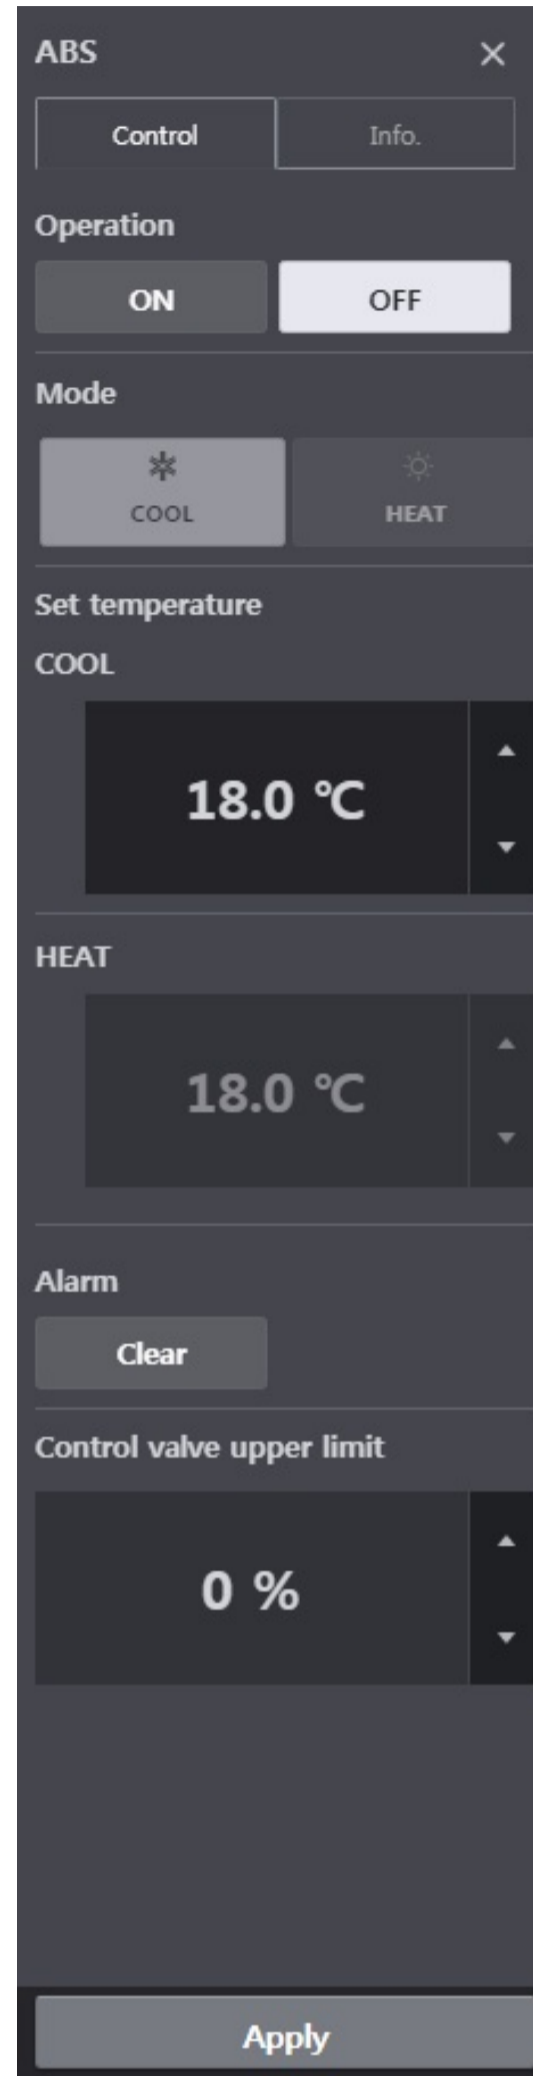 ABS
Control Info.
Operation
ON OFF
Mode
COOL HEAT
Set temperature
COOL
18.0 °C
HEAT
18.0 °C
Alarm
Clear
Control valve upper limit
0 %
Apply